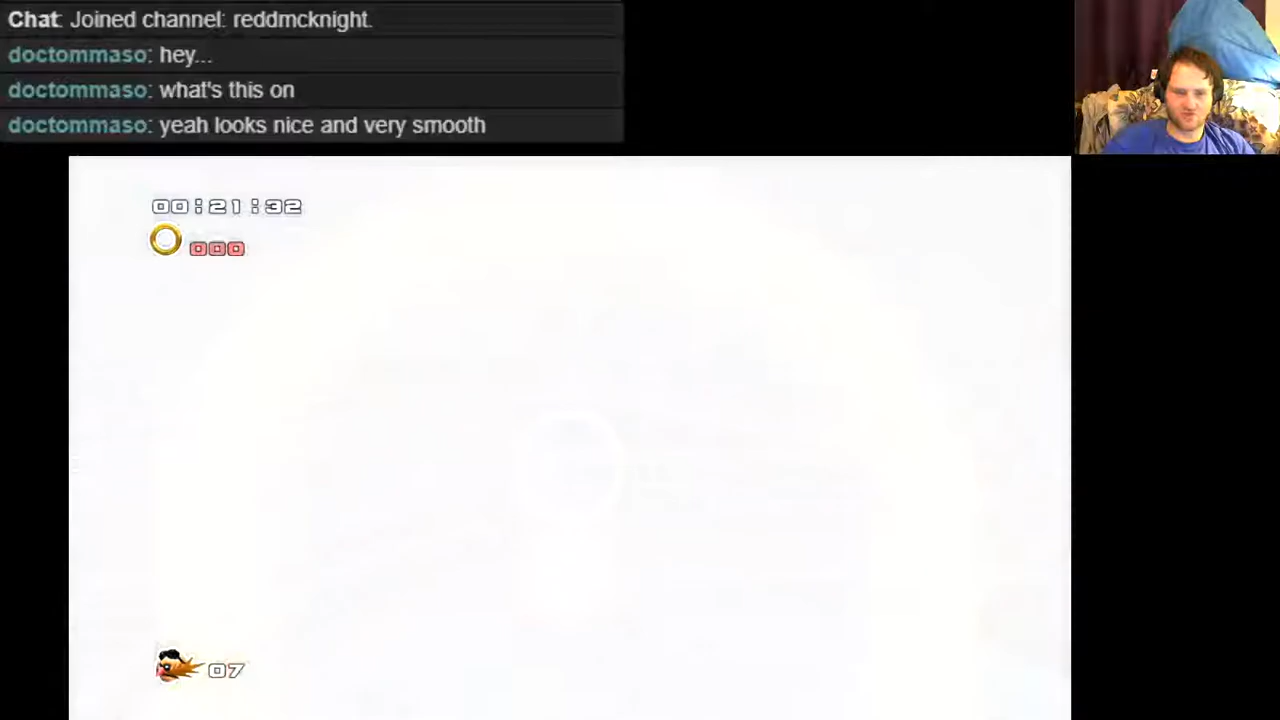 Chat: Joined channel: reddmcknight.
doctommaso: hey...
doctommaso: what's this on
doctommaso: yeah looks nice and very smooth
00:21:32
000
07